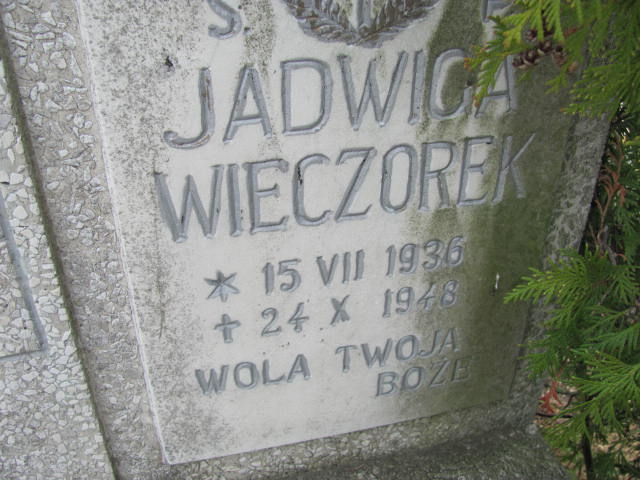 S P
JADWIGA
WIECZOREK
* 15 VII 1936
+ 24 X 1948
WOLA TWOJA
BOŻE